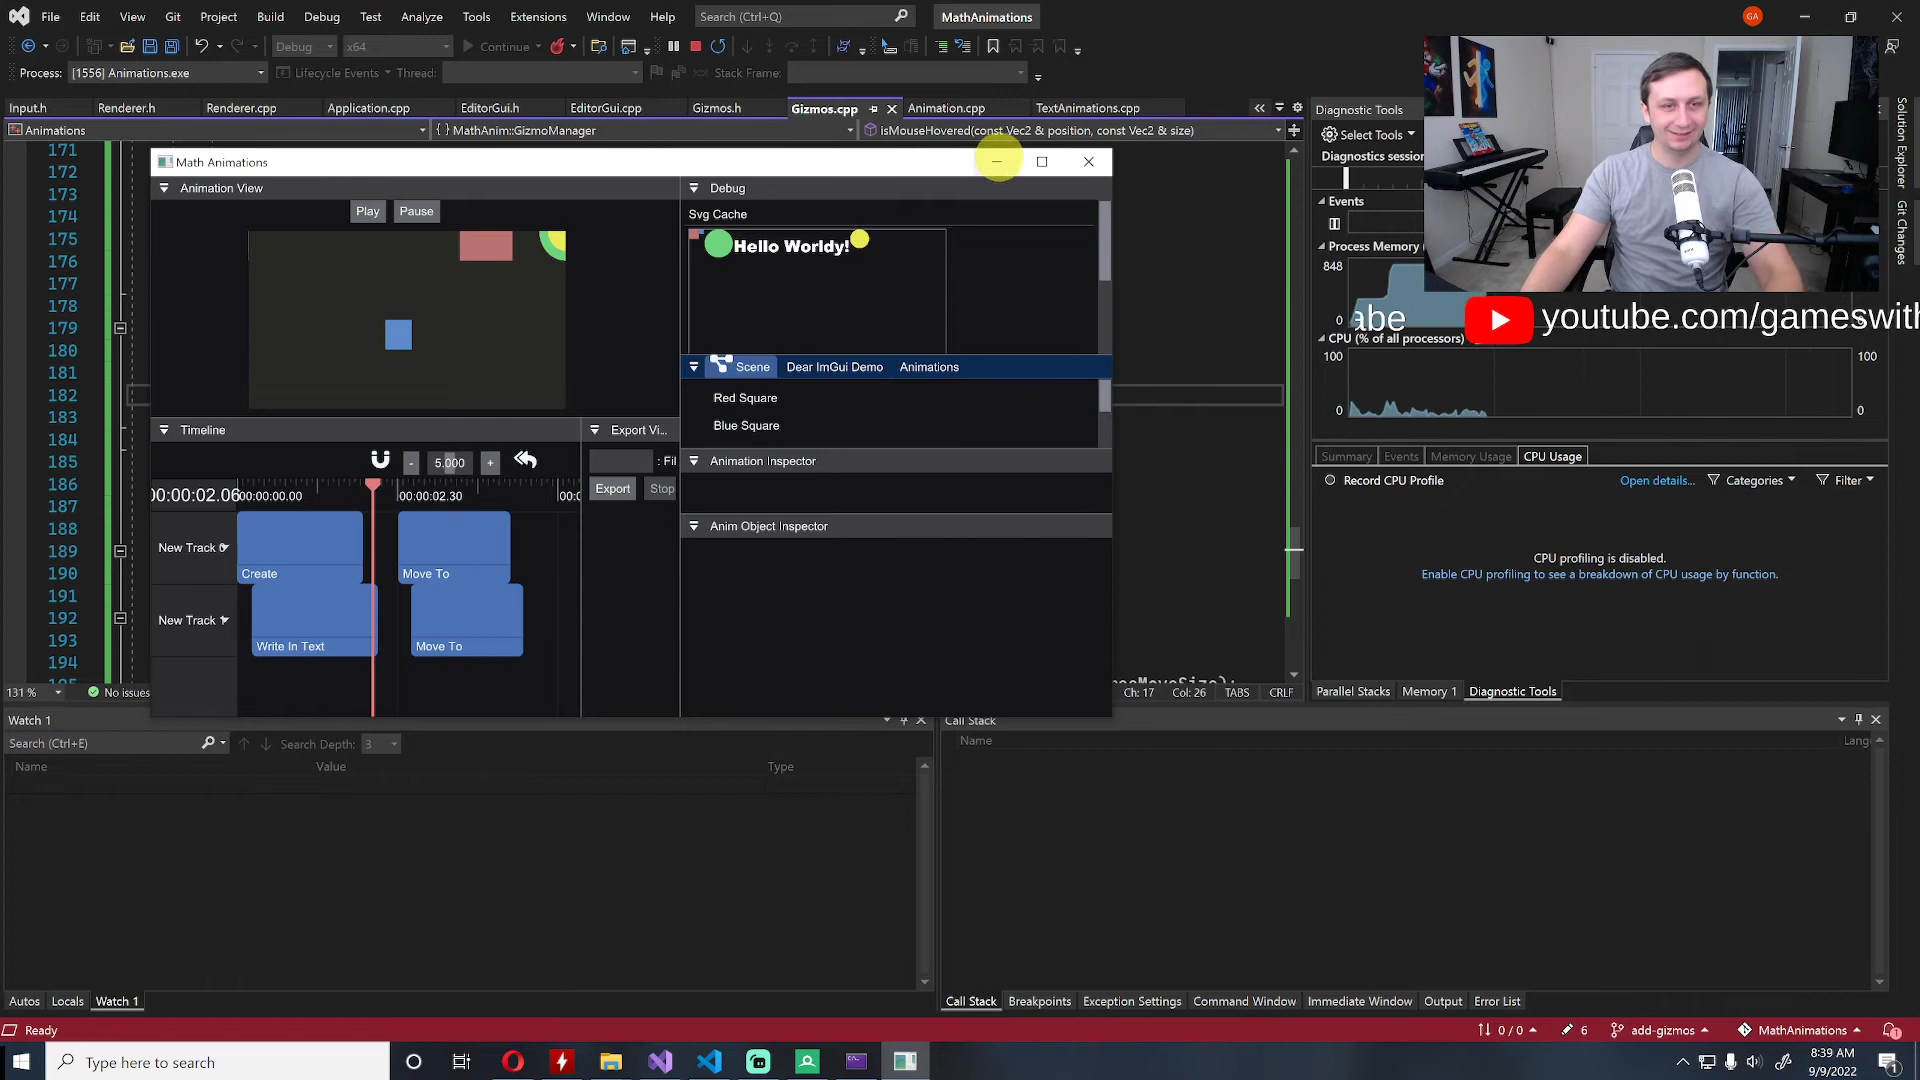 File Edit View Git Project Build Debug Test Analyze Tools Extensions Window Help Search (Ctrl+Q) MathAnimations GA
Debug x64 Continue
Process: [1556] Animations.exe Lifecycle Events Thread: Stack Frame:
Input.h Renderer.h Renderer.cpp Application.cpp EditorGui.h EditorGui.cpp Gizmos.h Gizmos.cpp Animation.cpp TextAnimations.cpp
Animations MathAnim::GizmoManager isMouseHovered(const Vec2 & position, const Vec2 & size)
171
172
173
174
175
176
177
178
179
180
181
182
183
184
185
186
187
188
189
190
191
192
193
194
Math Animations
Animation View
Play Pause
Debug
Svg Cache
Hello Worldy!
Scene Dear ImGui Demo Animations
Red Square
Blue Square
Animation Inspector
Anim Object Inspector
Timeline
- 5.000 +
00:00:02.06 00:00:00.00 00:00:02.30
New Track
Create
Move To
New Track
Write In Text
Move To
Export Vi...
: Fil
Export Stop
131 % No issues
Ch: 17 Col: 26 TABS CRLF
Diagnostic Tools
Select Tools
Diagnostics sessio
Events
Process Memory
848
0
abe youtube.com/gameswith
CPU (% of all processors)
100 100
0 0
Summary Events Memory Usage CPU Usage
Record CPU Profile Open details... Categories Filter
CPU profiling is disabled.
Enable CPU profiling to see a breakdown of CPU usage by function.
Parallel Stacks Memory 1 Diagnostic Tools
Solution Explorer
Git Changes
Watch 1
Search (Ctrl+E) Search Depth: 3
Name Value Type
Autos Locals Watch 1
Call Stack
Name Lang
Call Stack Breakpoints Exception Settings Command Window Immediate Window Output Error List
Ready 0 / 0 6 add-gizmos MathAnimations 1
Type here to search
8:39 AM
9/9/2022
1